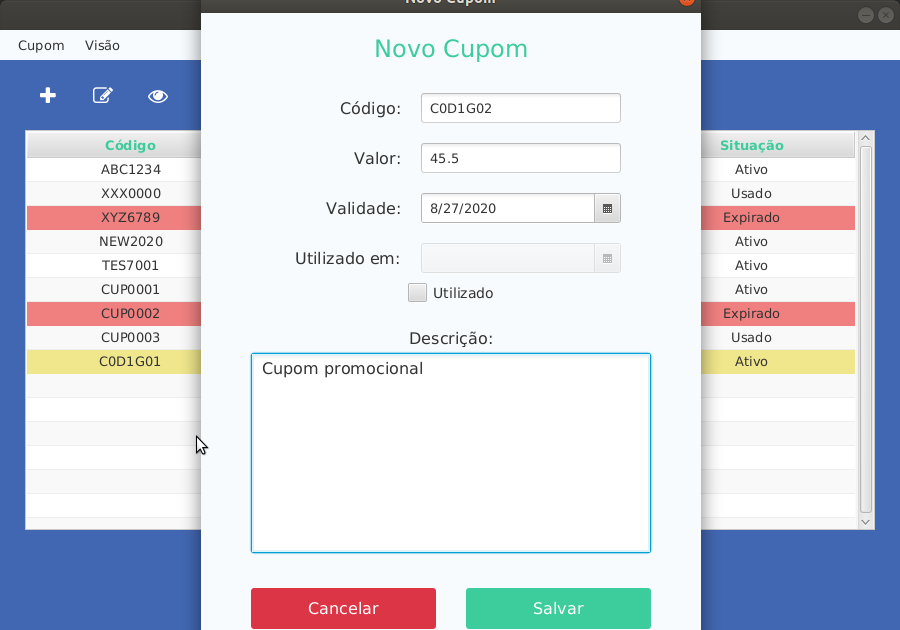 Novo Cupom
Cupom Visão
Novo Cupom
Código: C0D1G02
Valor: 45.5
Validade: 8/27/2020
Utilizado em:
Utilizado
Descrição:
Cupom promocional
Cancelar Salvar
Código Situação
ABC1234 Ativo
XXX0000 Usado
XYZ6789 Expirado
NEW2020 Ativo
TES7001 Ativo
CUP0001 Ativo
CUP0002 Expirado
CUP0003 Usado
C0D1G01 Ativo